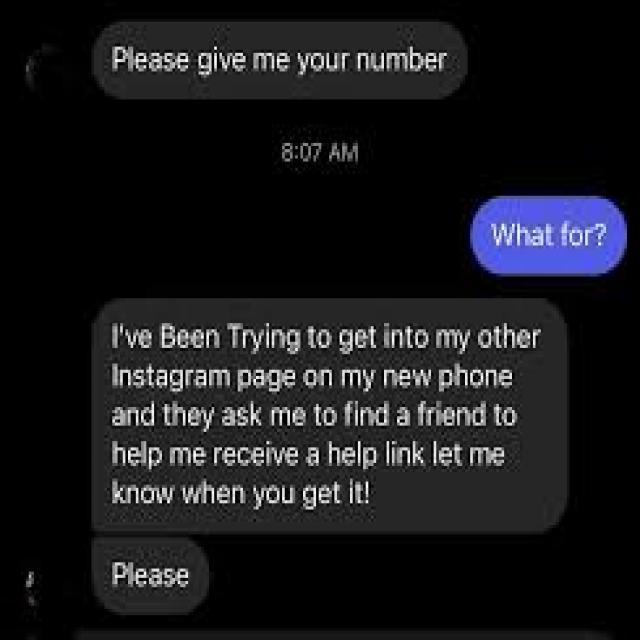 Please give me your number
8:07 AM
What for?
I've Been Trying to get into my other
Instagram page on my new phone
and they ask me to find a friend to
help me receive a help link let me
know when you get it!
Please